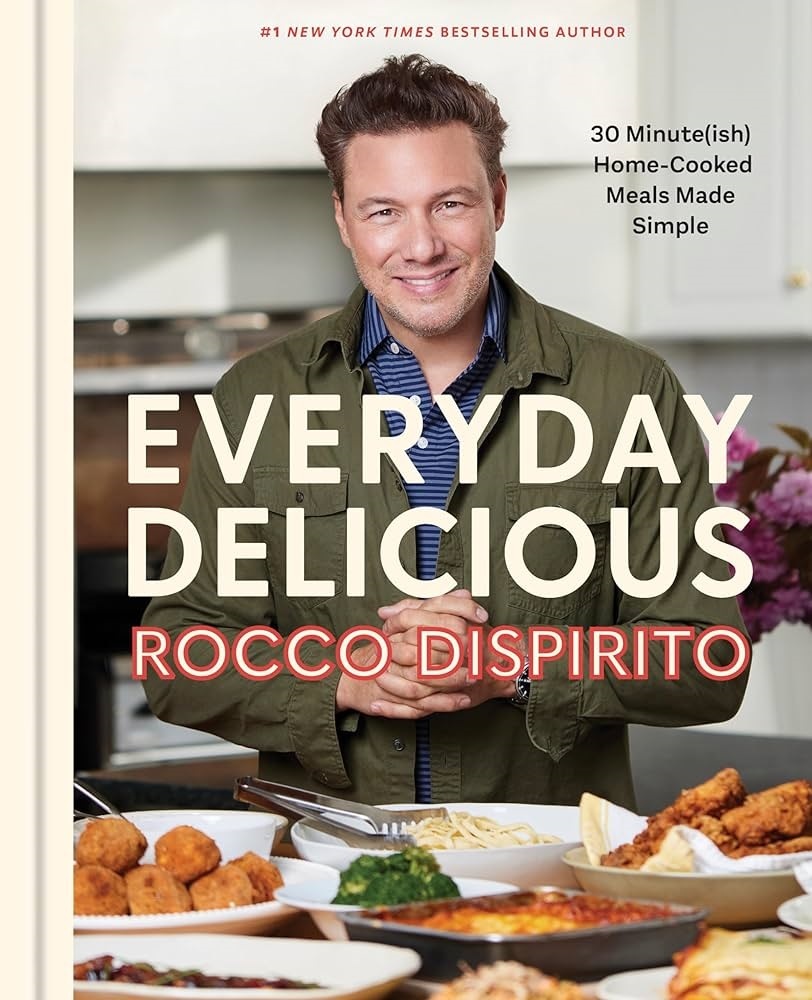 #1 NEW YORK TIMES BESTSELLING AUTHOR
30 Minute(ish)
Home-Cooked
Meals Made
Simple
EVERYDAY
DELICIOUS
ROCCO DISPIRITO